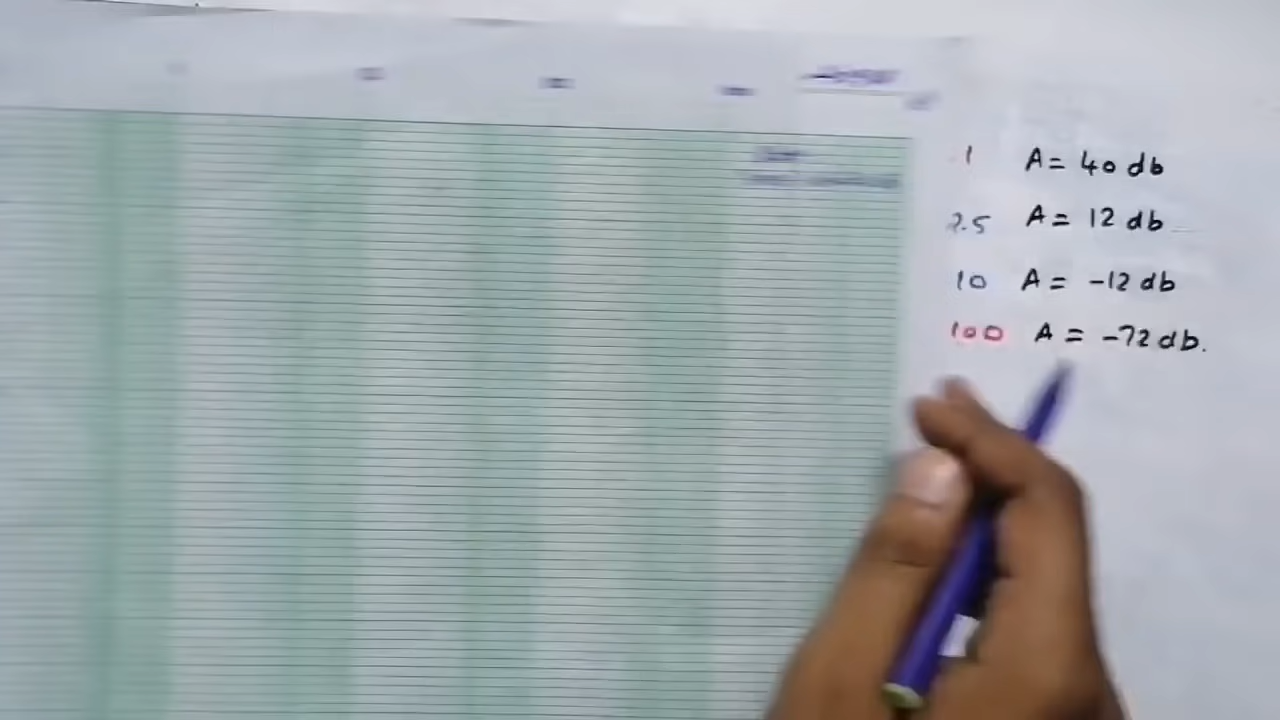 .1 A = 40 db
2.5 A = 12 db
10 A = -12 db
100 A = -72 db.